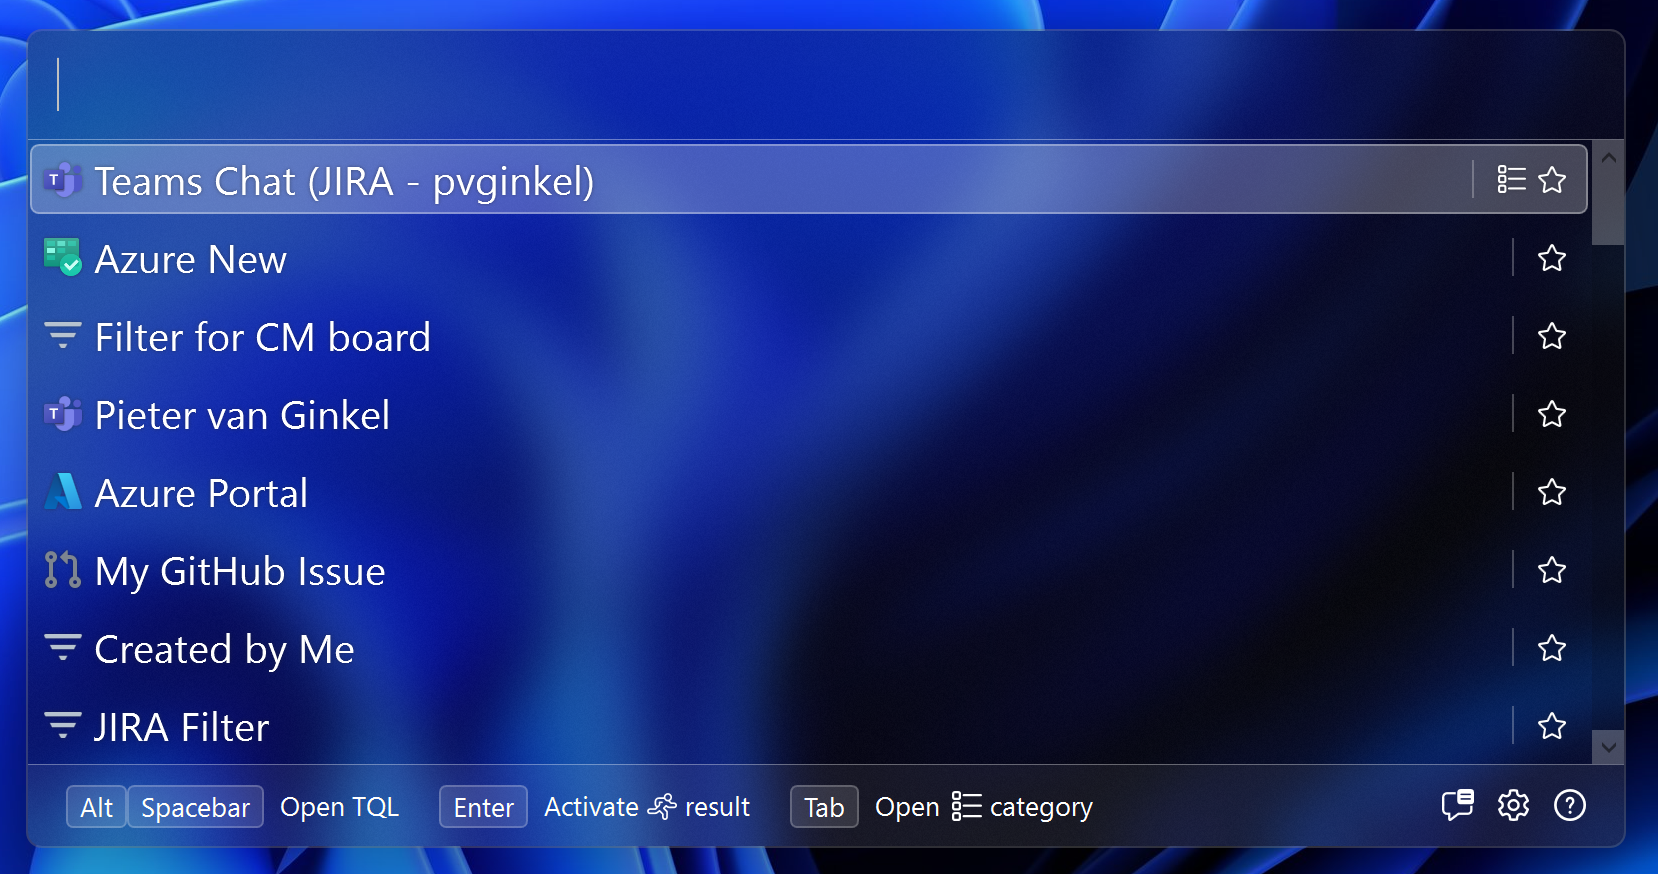 Teams Chat (JIRA - pvginkel)
Azure New
Filter for CM board
Pieter van Ginkel
Azure Portal
My GitHub Issue
Created by Me
JIRA Filter
Alt Spacebar Open TQL Enter Activate result Tab Open category